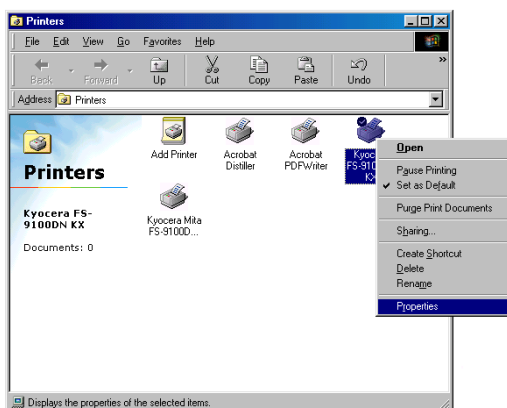 Printers
File Edit View Go Favorites Help
Back Forward Up Cut Copy Paste Undo »
Address Printers
Printers
Kyocera FS-
9100DN KX
Documents: 0
Add Printer
Acrobat
Distiller
Acrobat
PDFWriter
Kyocera Mita
FS-9100D...
Open
Pause Printing
Set as Default
Purge Print Documents
Sharing...
Create Shortcut
Delete
Rename
Properties
Displays the properties of the selected items.